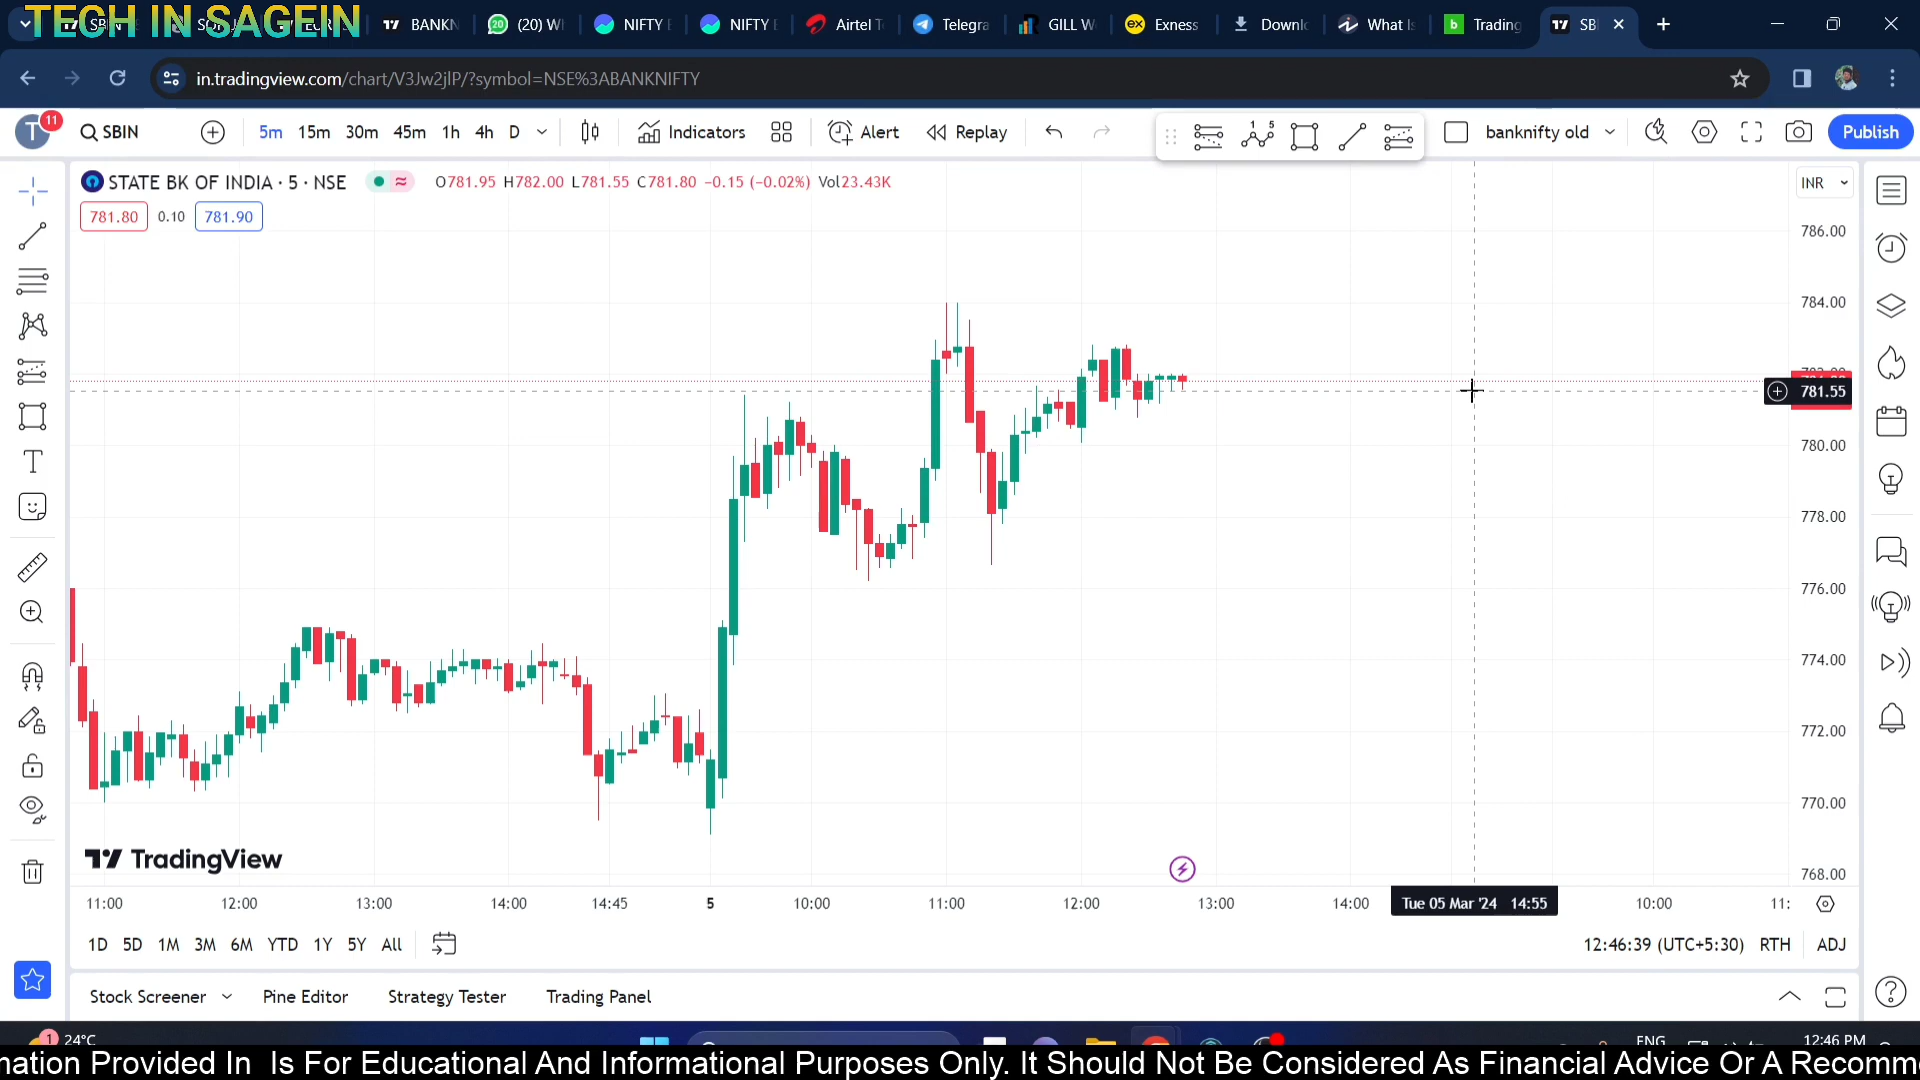 TECH IN SAGEIN
BANKN
(20) W
NIFTY
NIFTY
Airtel
Telegra
GILL W
Exness
Downl
What Is
Trading
SB
in.tradingview.com/chart/V3Jw2jlP/?symbol=NSE%3ABANKNIFTY
T
11
SBIN
5m 15m 30m 45m 1h 4h D
Indicators
Alert
Replay
banknifty old
Publish
STATE BK OF INDIA · 5 · NSE
O781.95 H782.00 L781.55 C781.80 −0.15 (−0.02%) Vol23.43K
INR
781.80 0.10 781.90
786.00
784.00
781.55
780.00
778.00
776.00
774.00
772.00
770.00
768.00
TradingView
11:00 12:00 13:00 14:00 14:45 5 10:00 11:00 12:00 13:00 14:00 Tue 05 Mar '24 14:55 10:00 11:
1D 5D 1M 3M 6M YTD 1Y 5Y All
12:46:39 (UTC+5:30) RTH ADJ
Stock Screener Pine Editor Strategy Tester Trading Panel
1
24°C
ENG
12:46 PM
mation Provided In Is For Educational And Informational Purposes Only. It Should Not Be Considered As Financial Advice Or A Recomm